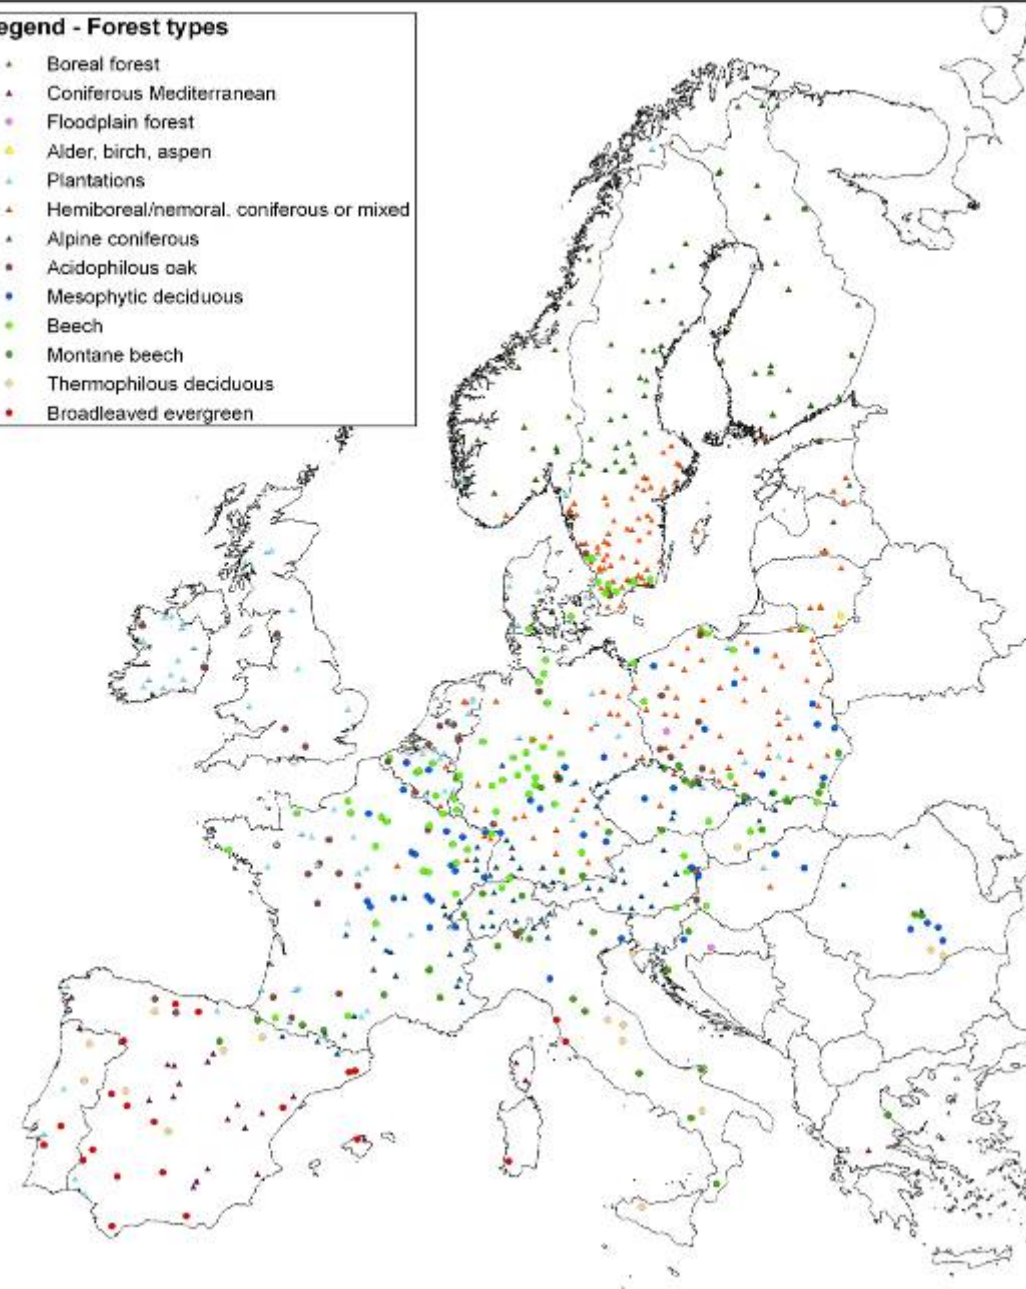 egend - Forest types
Boreal forest
Coniferous Mediterranean
Floodplain forest
Alder, birch, aspen
Plantations
Hemiboreal/nemoral. coniferous or mixed
Alpine coniferous
Acidophilous oak
Mesophytic deciduous
Beech
Montane beech
Thermophilous deciduous
Broadleaved evergreen